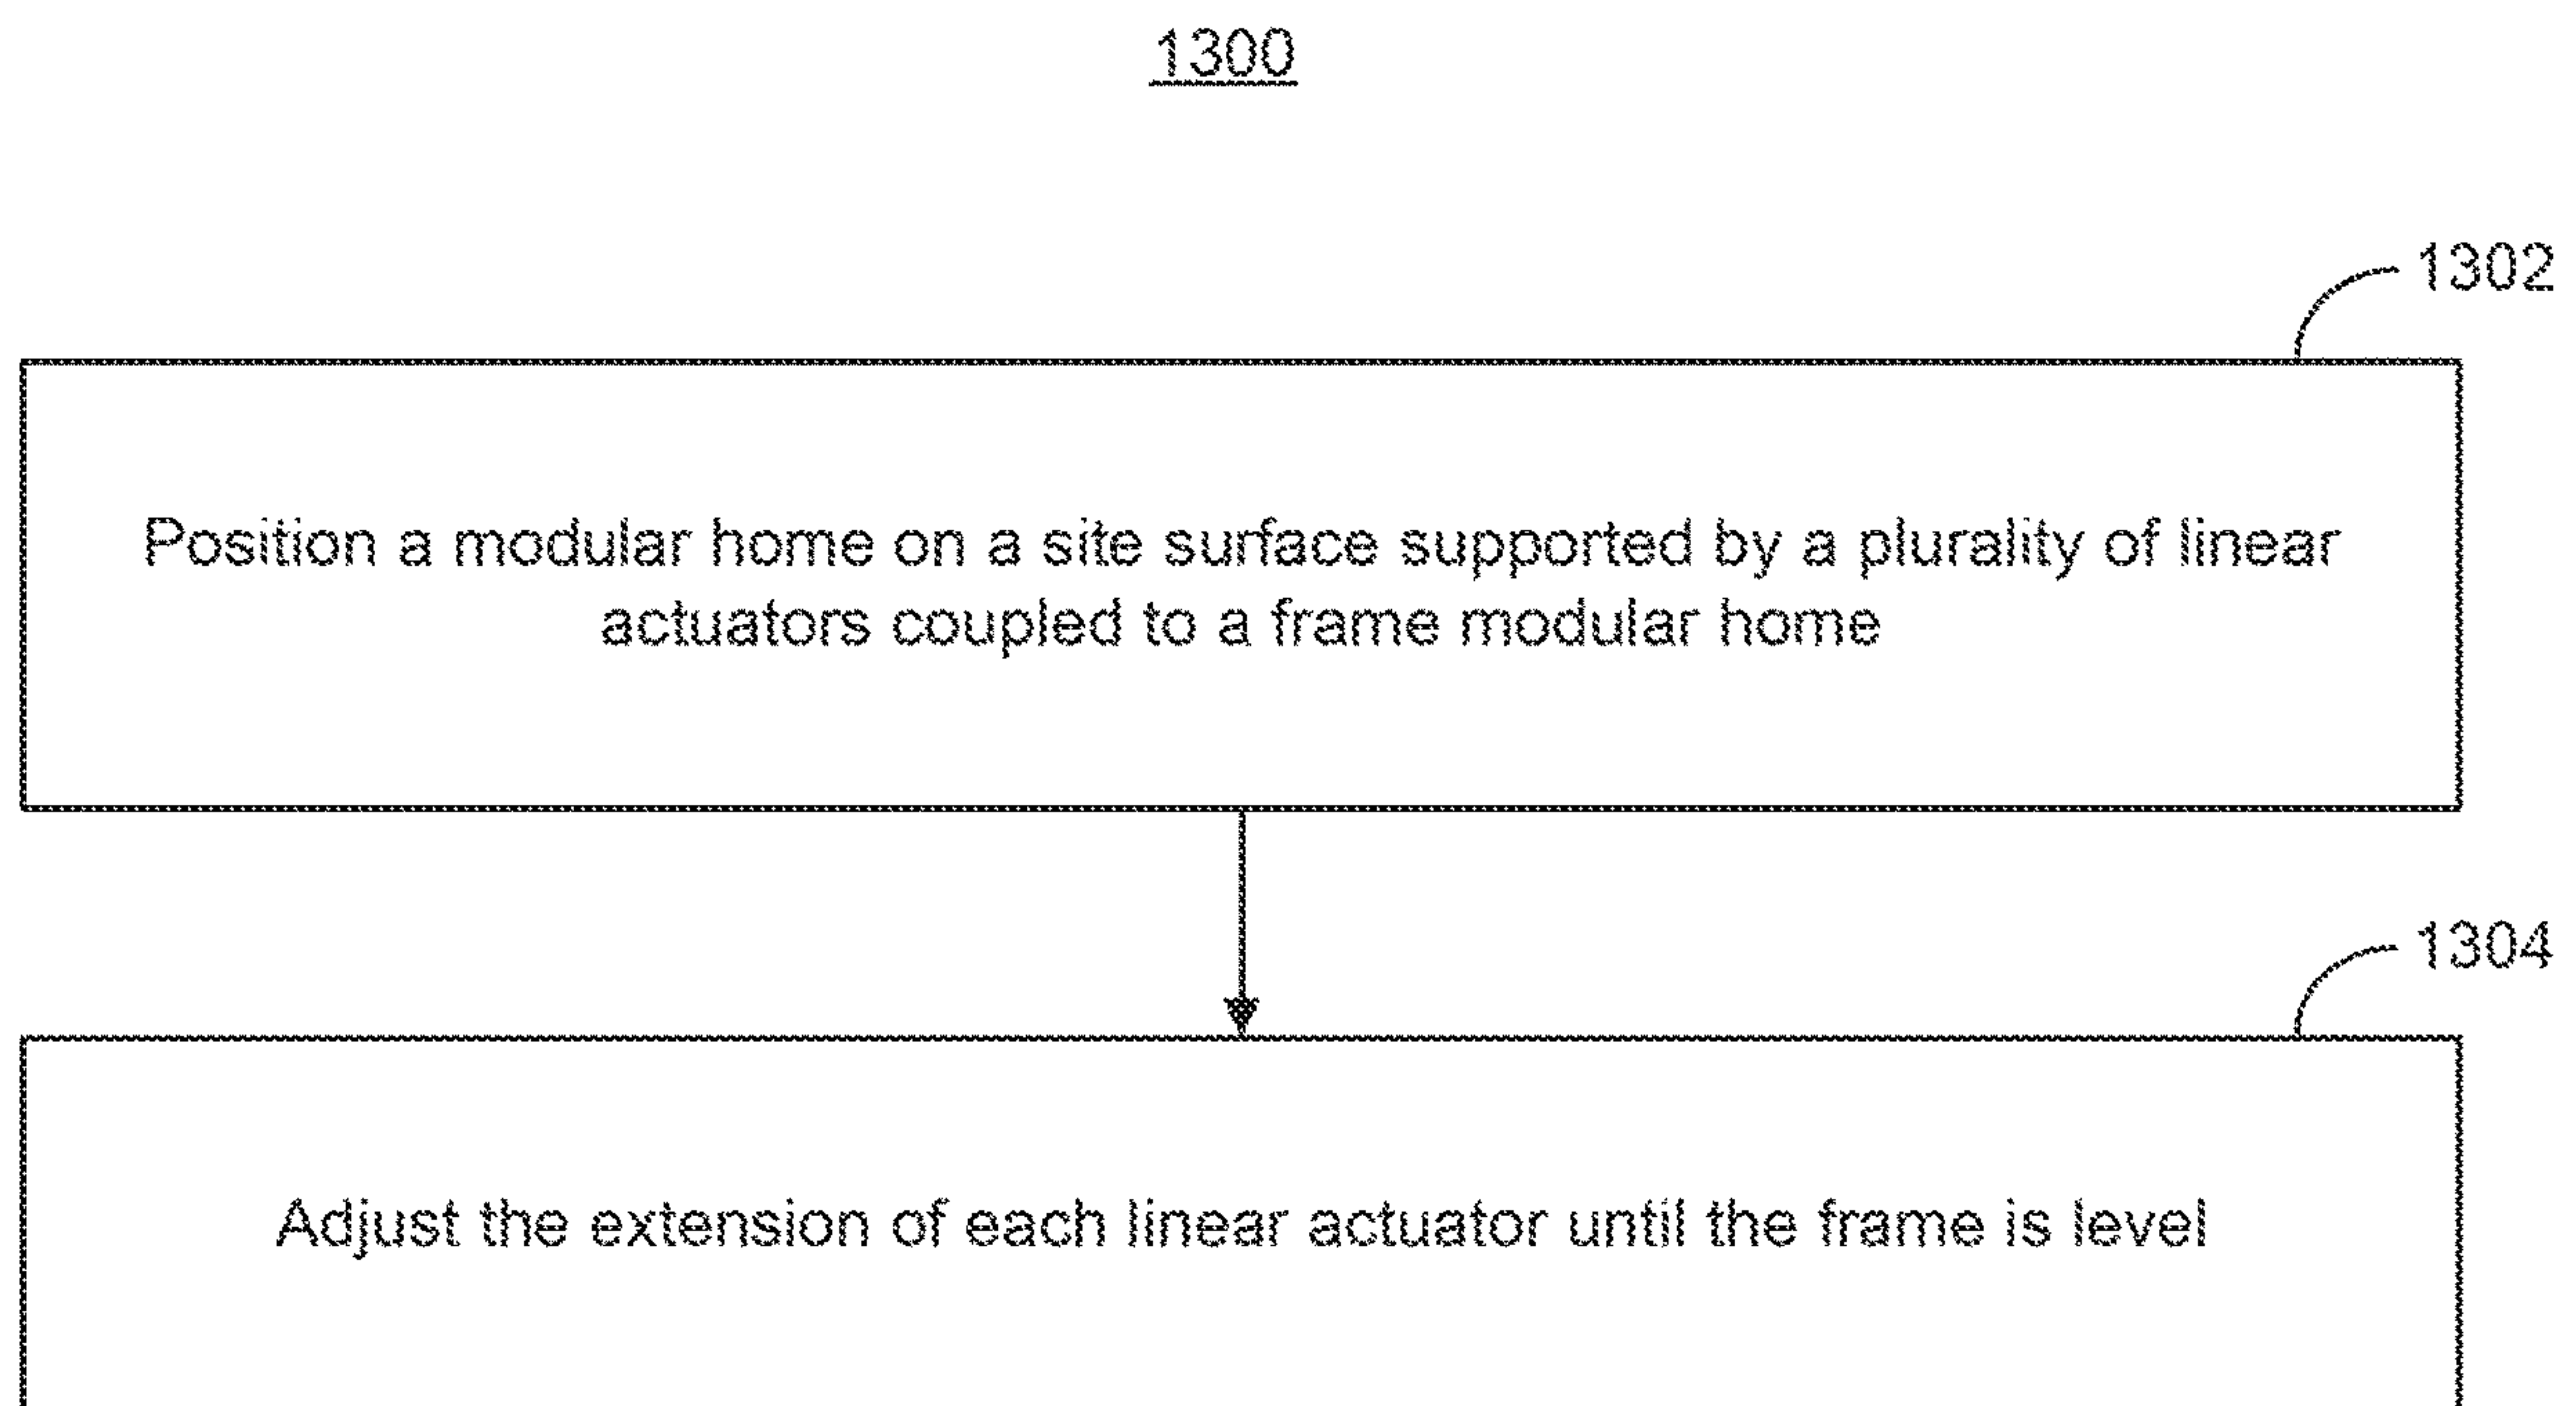 1300
1302
Position a modular home on a site surface supported by a plurality of linear
actuators coupled to a frame modular home
1304
Adjust the extension of each linear actuator until the frame is level